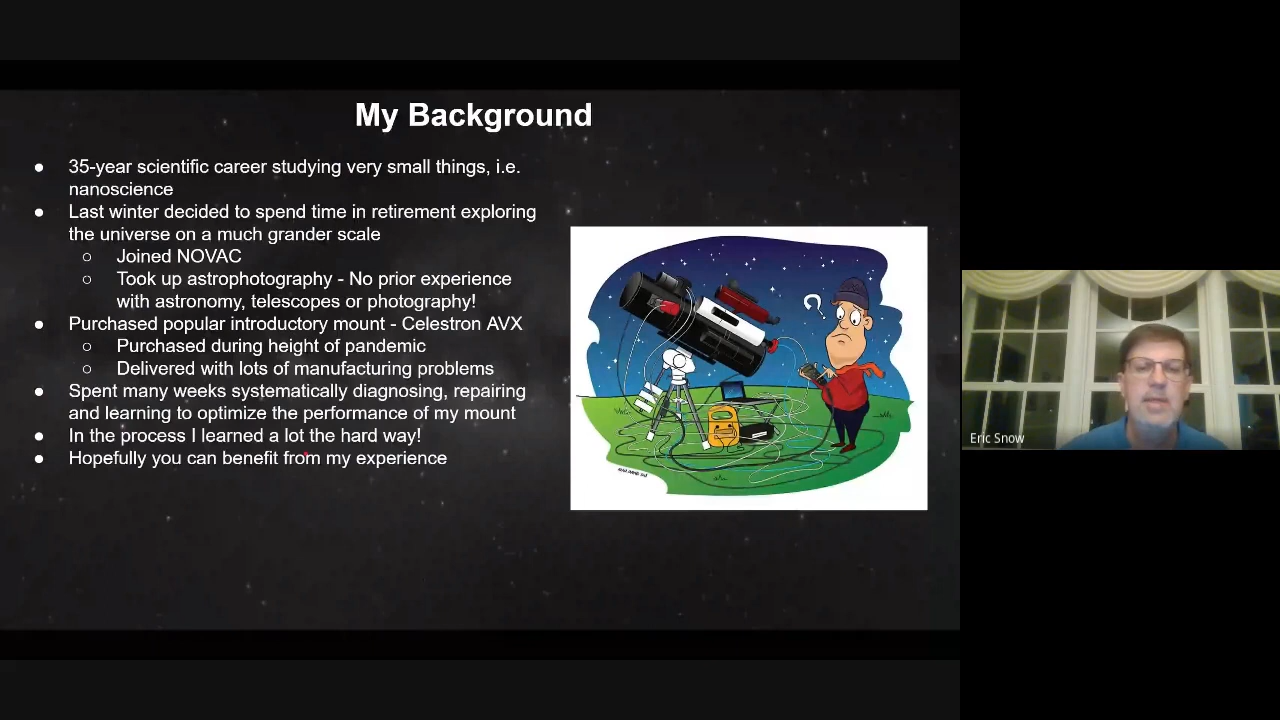 My Background
● 35-year scientific career studying very small things, i.e.
nanoscience
● Last winter decided to spend time in retirement exploring
the universe on a much grander scale
○ Joined NOVAC
○ Took up astrophotography - No prior experience
with astronomy, telescopes or photography!
● Purchased popular introductory mount - Celestron AVX
○ Purchased during height of pandemic
○ Delivered with lots of manufacturing problems
● Spent many weeks systematically diagnosing, repairing
and learning to optimize the performance of my mount
● In the process I learned a lot the hard way!
● Hopefully you can benefit from my experience
?
Eric Snow